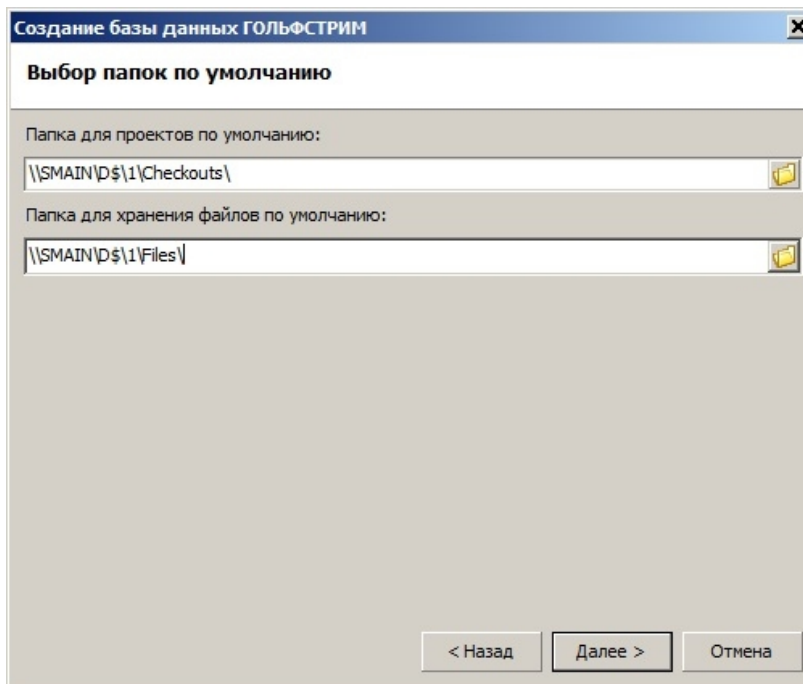 Создание базы данных ГОЛЬФСТРИМ
Выбор папок по умолчанию
Папка для проектов по умолчанию:
\\SMAIN\D$\1\Checkouts\
Папка для хранения файлов по умолчанию:
\\SMAIN\D$\1\Files\
< Назад Далее > Отмена